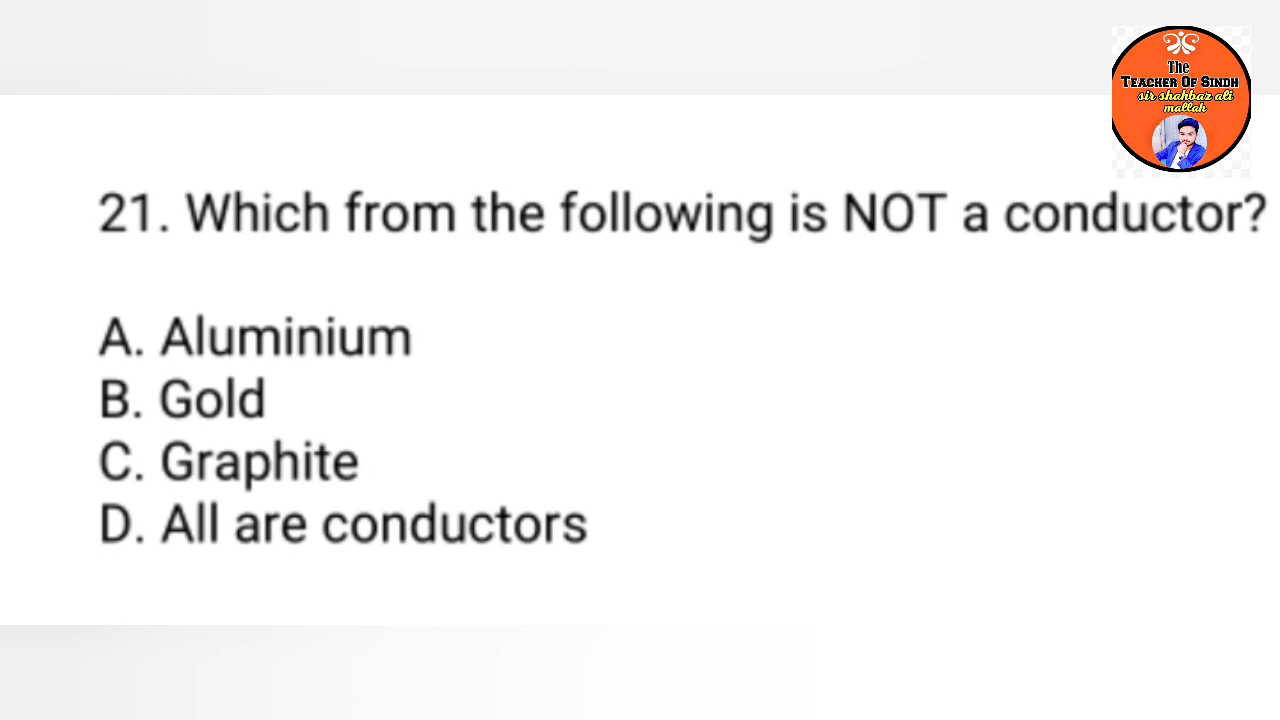 The
TEACHER OF SINDH
sir shahbaz ali
mallah
21. Which from the following is NOT a conductor?
A. Aluminium
B. Gold
C. Graphite
D. All are conductors